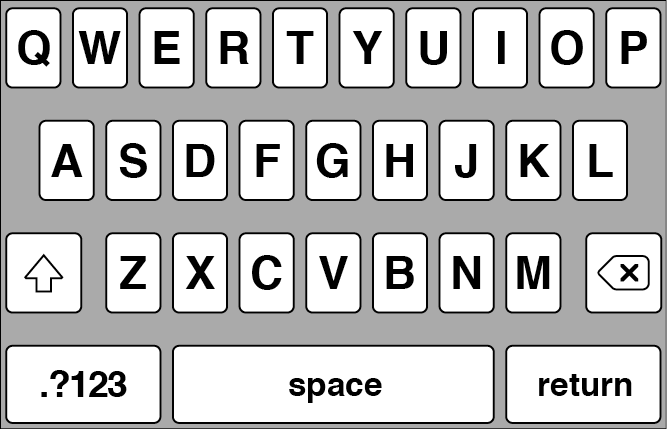 Q W E R T Y U I O P
A S D F G H J K L
Z X C V B N M
.?123 space return